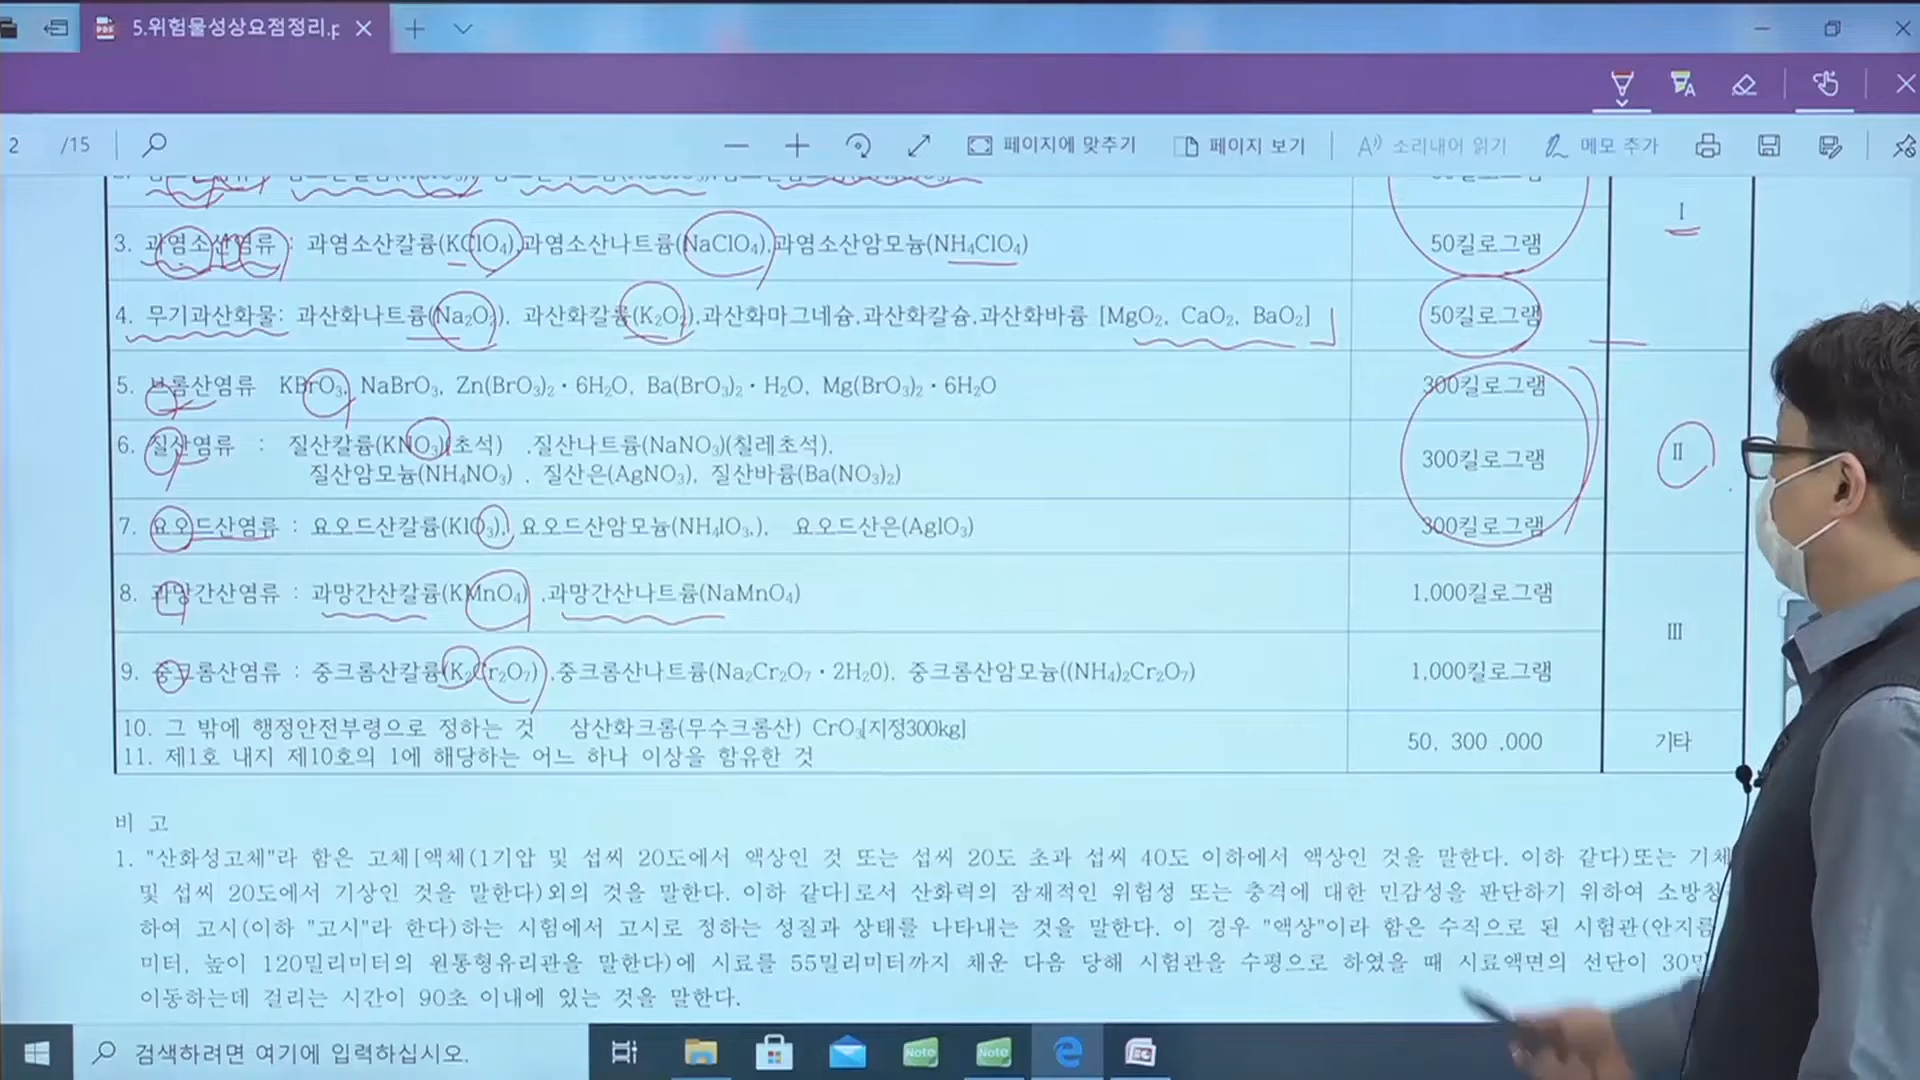 5.위험물성상요점정리.p
2 /15
페이지에 맞추기
페이지 보기
소리내어 읽기
메모 추가
I
3. 과염소산염류 : 과염소산칼륨(KClO₄),과염소산나트륨(NaClO₄),과염소산암모늄(NH₄ClO₄) 50킬로그램
4. 무기과산화물: 과산화나트륨(Na₂O₂), 과산화칼륨(K₂O₂),과산화마그네슘,과산화칼슘,과산화바륨 [MgO₂, CaO₂, BaO₂] 50킬로그램
5. 브롬산염류 KBrO₃, NaBrO₃, Zn(BrO₃)₂・6H₂O, Ba(BrO₃)₂・H₂O, Mg(BrO₃)₂・6H₂O 300킬로그램
6. 질산염류 : 질산칼륨(KNO₃)(초석) ,질산나트륨(NaNO₃)(칠레초석), 300킬로그램 II
질산암모늄(NH₄NO₃) , 질산은(AgNO₃), 질산바륨(Ba(NO₃)₂)
7. 요오드산염류 : 요오드산칼륨(KIO₃), 요오드산암모늄(NH₄IO₃,), 요오드산은(AgIO₃) 300킬로그램
8. 과망간산염류 : 과망간산칼륨(KMnO₄) ,과망간산나트륨(NaMnO₄) 1,000킬로그램
III
9. 중크롬산염류 : 중크롬산칼륨(K₂Cr₂O₇) ,중크롬산나트륨(Na₂Cr₂O₇・2H₂0), 중크롬산암모늄((NH₄)₂Cr₂O₇) 1,000킬로그램
10. 그 밖에 행정안전부령으로 정하는 것 삼산화크롬(무수크롬산) CrO₃[지정300kg]
50, 300 ,000 기타
11. 제1호 내지 제10호의 1에 해당하는 어느 하나 이상을 함유한 것
비 고
1. "산화성고체"라 함은 고체[액체(1기압 및 섭씨 20도에서 액상인 것 또는 섭씨 20도 초과 섭씨 40도 이하에서 액상인 것을 말한다. 이하 같다)또는 기체
및 섭씨 20도에서 기상인 것을 말한다)외의 것을 말한다. 이하 같다]로서 산화력의 잠재적인 위험성 또는 충격에 대한 민감성을 판단하기 위하여 소방청
하여 고시(이하 "고시"라 한다)하는 시험에서 고시로 정하는 성질과 상태를 나타내는 것을 말한다. 이 경우 "액상"이라 함은 수직으로 된 시험관(안지름
미터, 높이 120밀리미터의 원통형유리관을 말한다)에 시료를 55밀리미터까지 채운 다음 당해 시험관을 수평으로 하였을 때 시료액면의 선단이 30밀
이동하는데 걸리는 시간이 90초 이내에 있는 것을 말한다.
검색하려면 여기에 입력하십시오.
Note
Note